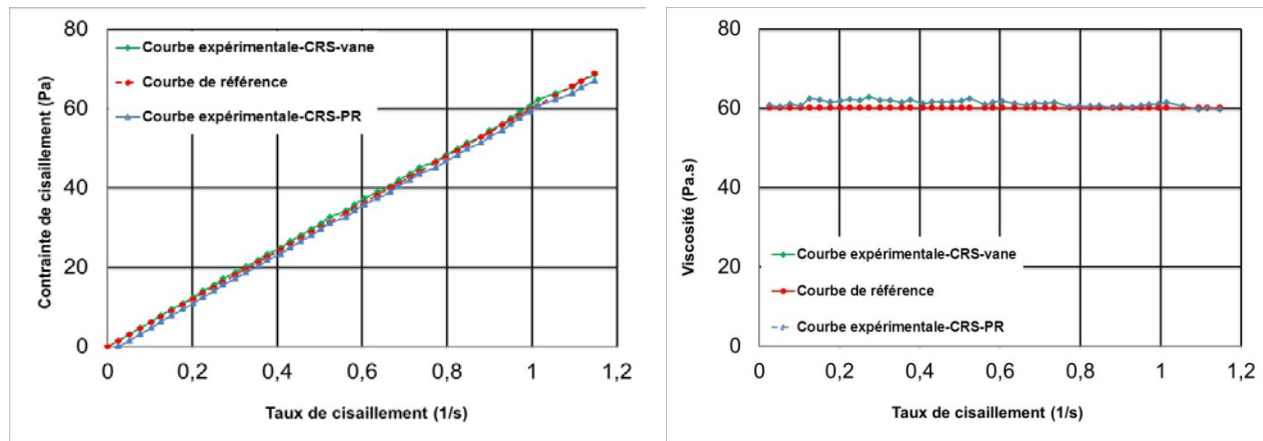 Contrainte de cisaillement (Pa)
80
60
40
20
0
Courbe expérimentale-CRS-vane
Courbe de référence
Courbe expérimentale-CRS-PR
0 0,2 0,4 0,6 0,8 1 1,2
Taux de cisaillement (1/s)
Viscosité (Pa.s)
80
60
40
20
0
Courbe expérimentale-CRS-vane
Courbe de référence
Courbe expérimentale-CRS-PR
0 0,2 0,4 0,6 0,8 1 1,2
Taux de cisaillement (1/s)